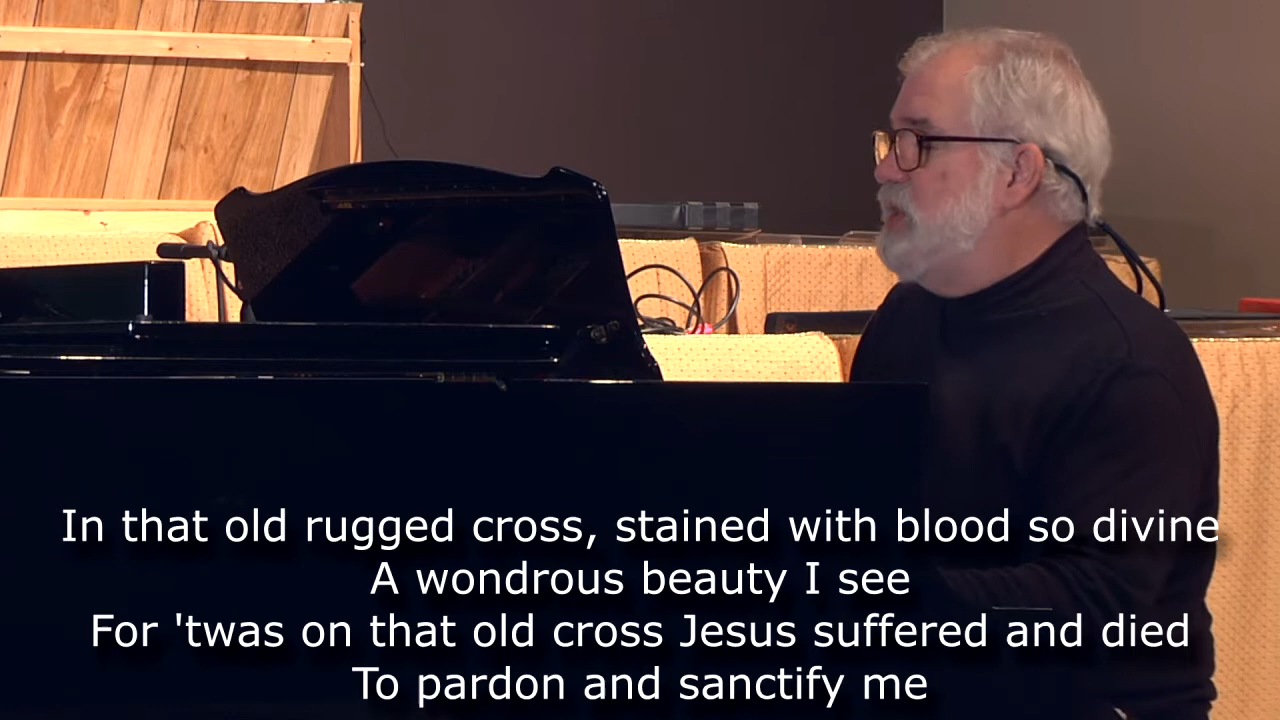 In that old rugged cross, stained with blood so divine
A wondrous beauty I see
For 'twas on that old cross Jesus suffered and died
To pardon and sanctify me